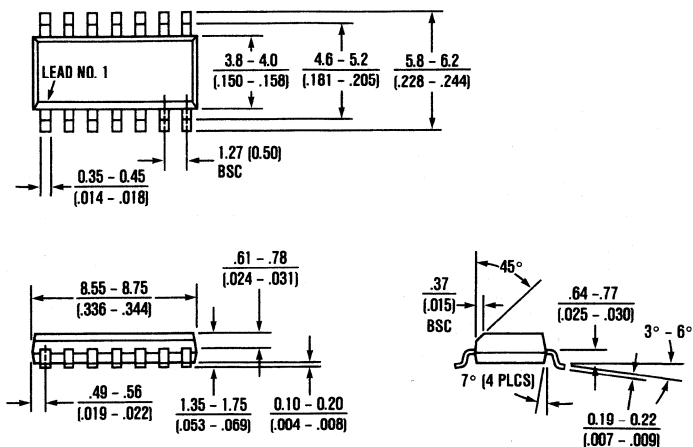 LEAD NO. 1
3.8 – 4.0
(.150 – .158)
4.6 – 5.2
(.181 – .205)
5.8 – 6.2
(.228 – .244)
1.27 (0.50)
BSC
0.35 – 0.45
(.014 – .018)
8.55 – 8.75
(.336 – .344)
.61 – .78
(.024 – .031)
.49 – .56
(.019 – .022)
1.35 – 1.75
(.053 – .069)
0.10 – 0.20
(.004 – .008)
45°
.37
(.015)
BSC
.64 –.77
(.025 – .030)
3° – 6°
7° (4 PLCS)
0.19 – 0.22
(.007 – .009)